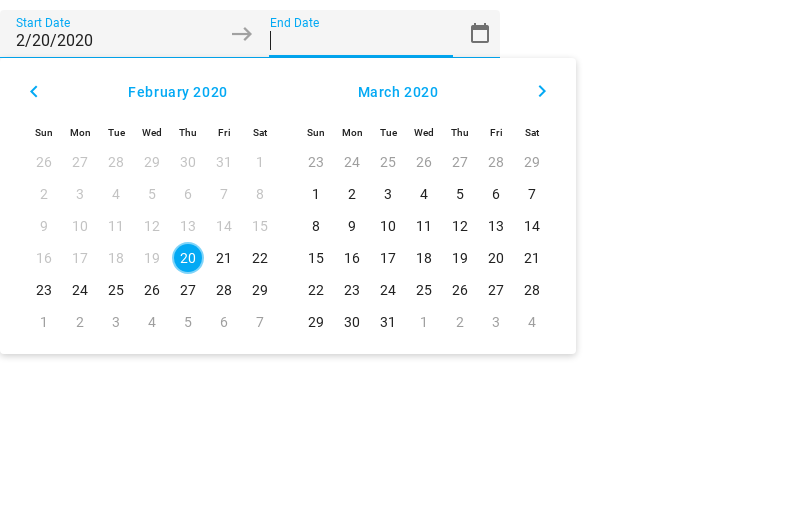 Start Date
2/20/2020
End Date
February 2020
Sun Mon Tue Wed Thu Fri Sat
26 27 28 29 30 31 1
2 3 4 5 6 7 8
9 10 11 12 13 14 15
16 17 18 19 20 21 22
23 24 25 26 27 28 29
1 2 3 4 5 6 7
March 2020
Sun Mon Tue Wed Thu Fri Sat
23 24 25 26 27 28 29
1 2 3 4 5 6 7
8 9 10 11 12 13 14
15 16 17 18 19 20 21
22 23 24 25 26 27 28
29 30 31 1 2 3 4